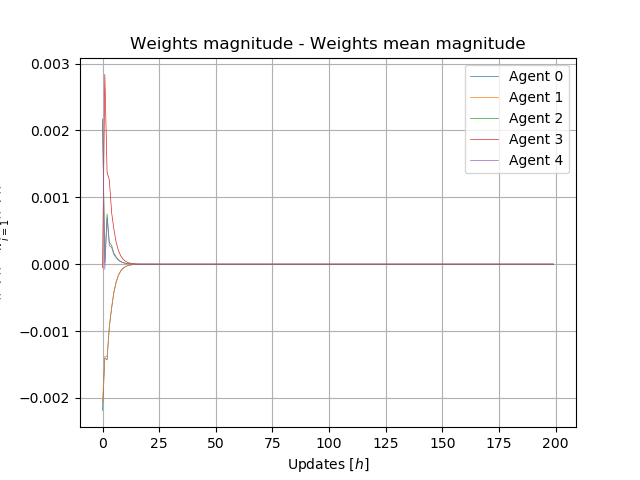 Weights magnitude - Weights mean magnitude
0.003
0.002
0.001
0.000
−0.001
−0.002
Agent 0
Agent 1
Agent 2
Agent 3
Agent 4
0 25 50 75 100 125 150 175 200
Updates [h]